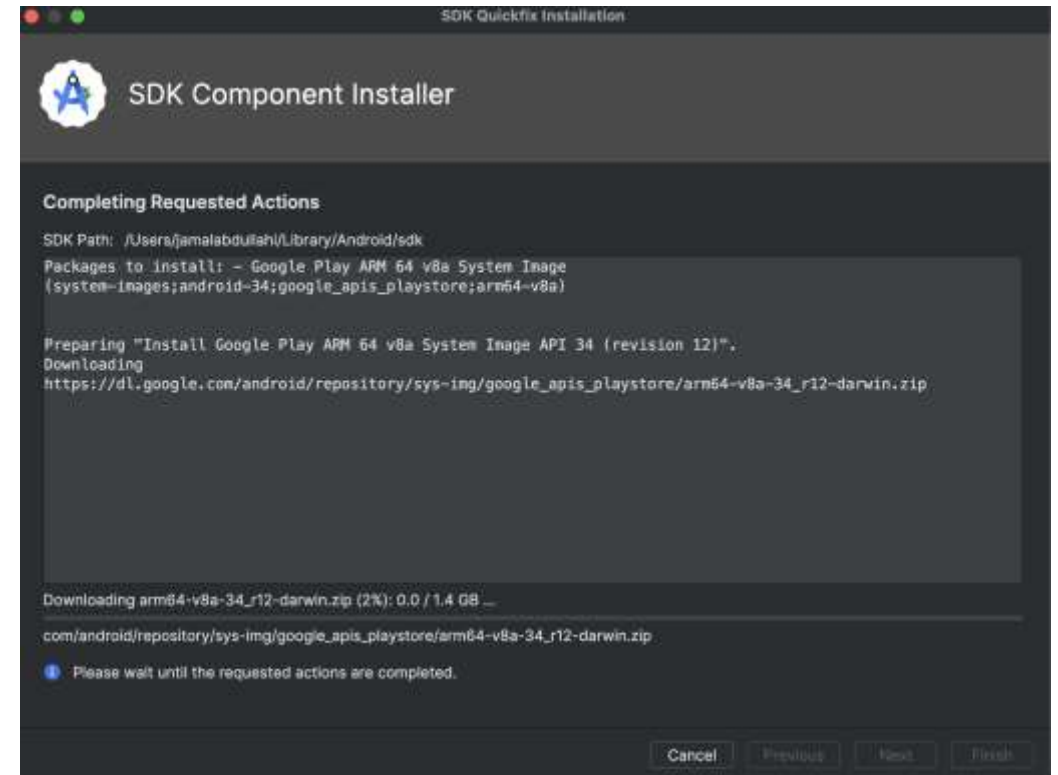 SDK Quickfix Installation
SDK Component Installer
Completing Requested Actions
SDK Path: /Users/jamalabdullahi/Library/Android/sdk
Packages to install: - Google Play ARM 64 v8a System Image
(system-images;android-34;google_apis_playstore;arm64-v8a)
Preparing "Install Google Play ARM 64 v8a System Image API 34 (revision 12)".
Downloading
https://dl.google.com/android/repository/sys-img/google_apis_playstore/arm64-v8a-34_r12-darwin.zip
Downloading arm64-v8a-34_r12-darwin.zip (2%): 0.0 / 1.4 GB ...
com/android/repository/sys-img/google_apis_playstore/arm64-v8a-34_r12-darwin.zip
Please wait until the requested actions are completed.
Cancel Previous Next Finish